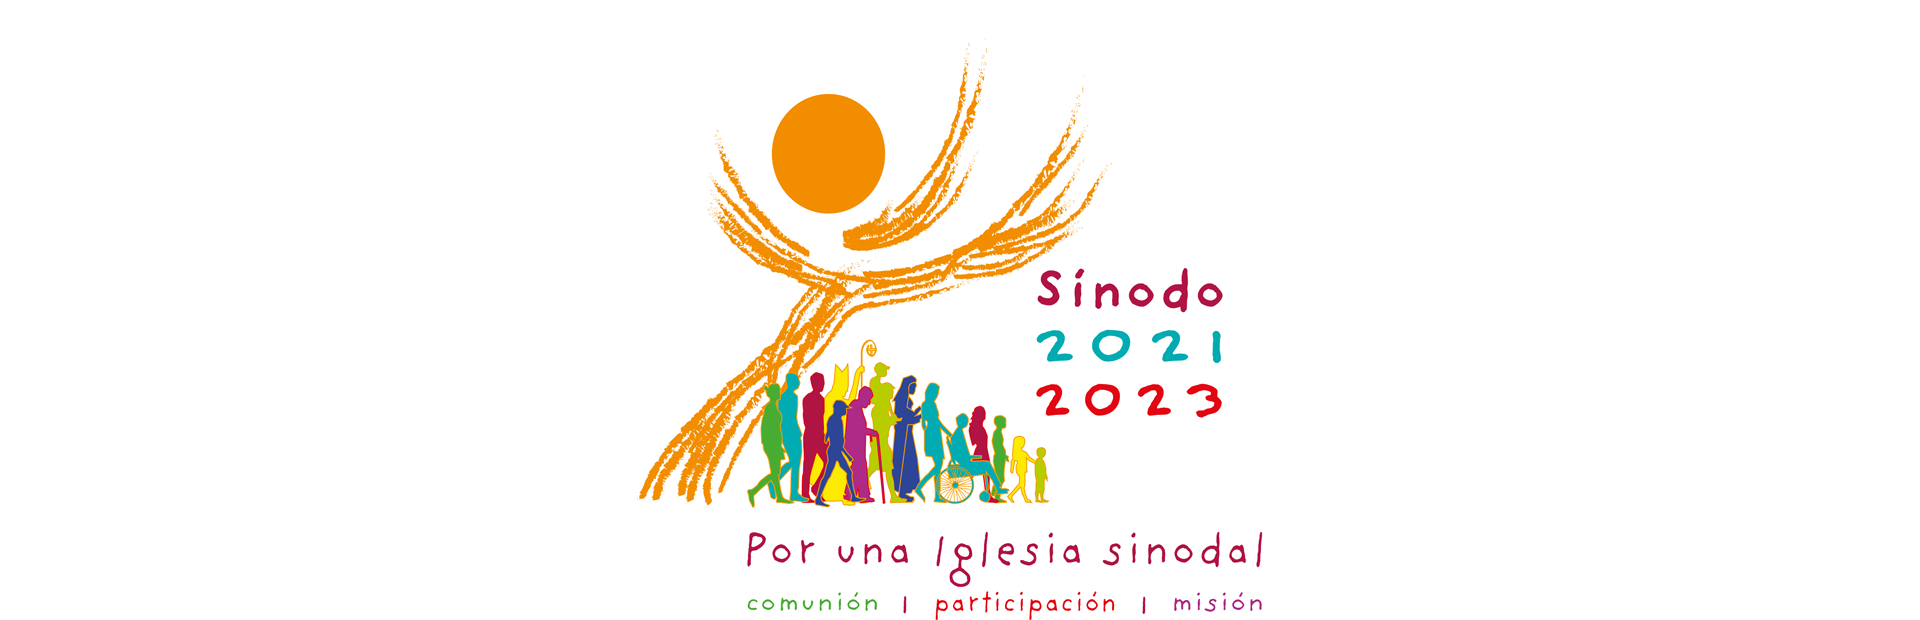 Sínodo
2021
2023
Por una Iglesia sinodal
comunión | participación | misión